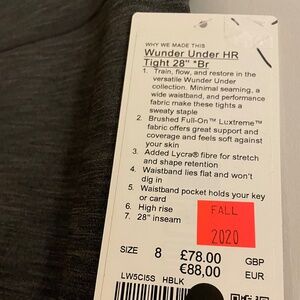 WHY WE MADE THIS
Wunder Under HR
Tight 28" *Br
1. Train, flow, and restore in the
versatile Wunder Under
collection. Minimal seaming, a
wide waistband, and performance
fabric make these tights a
sweaty staple
2. Brushed Full-On™ Luxtreme™
fabric offers great support and
coverage and feels soft against
your skin
3. Added Lycra® fibre for stretch
and shape retention
4. Waistband lies flat and won't
dig in
5. Waistband pocket holds your key
or card
6. High rise
7. 28" inseam
FALL
2020
SIZE 8 £78.00 GBP
€88,00 EUR
LW5CI5S HBLK